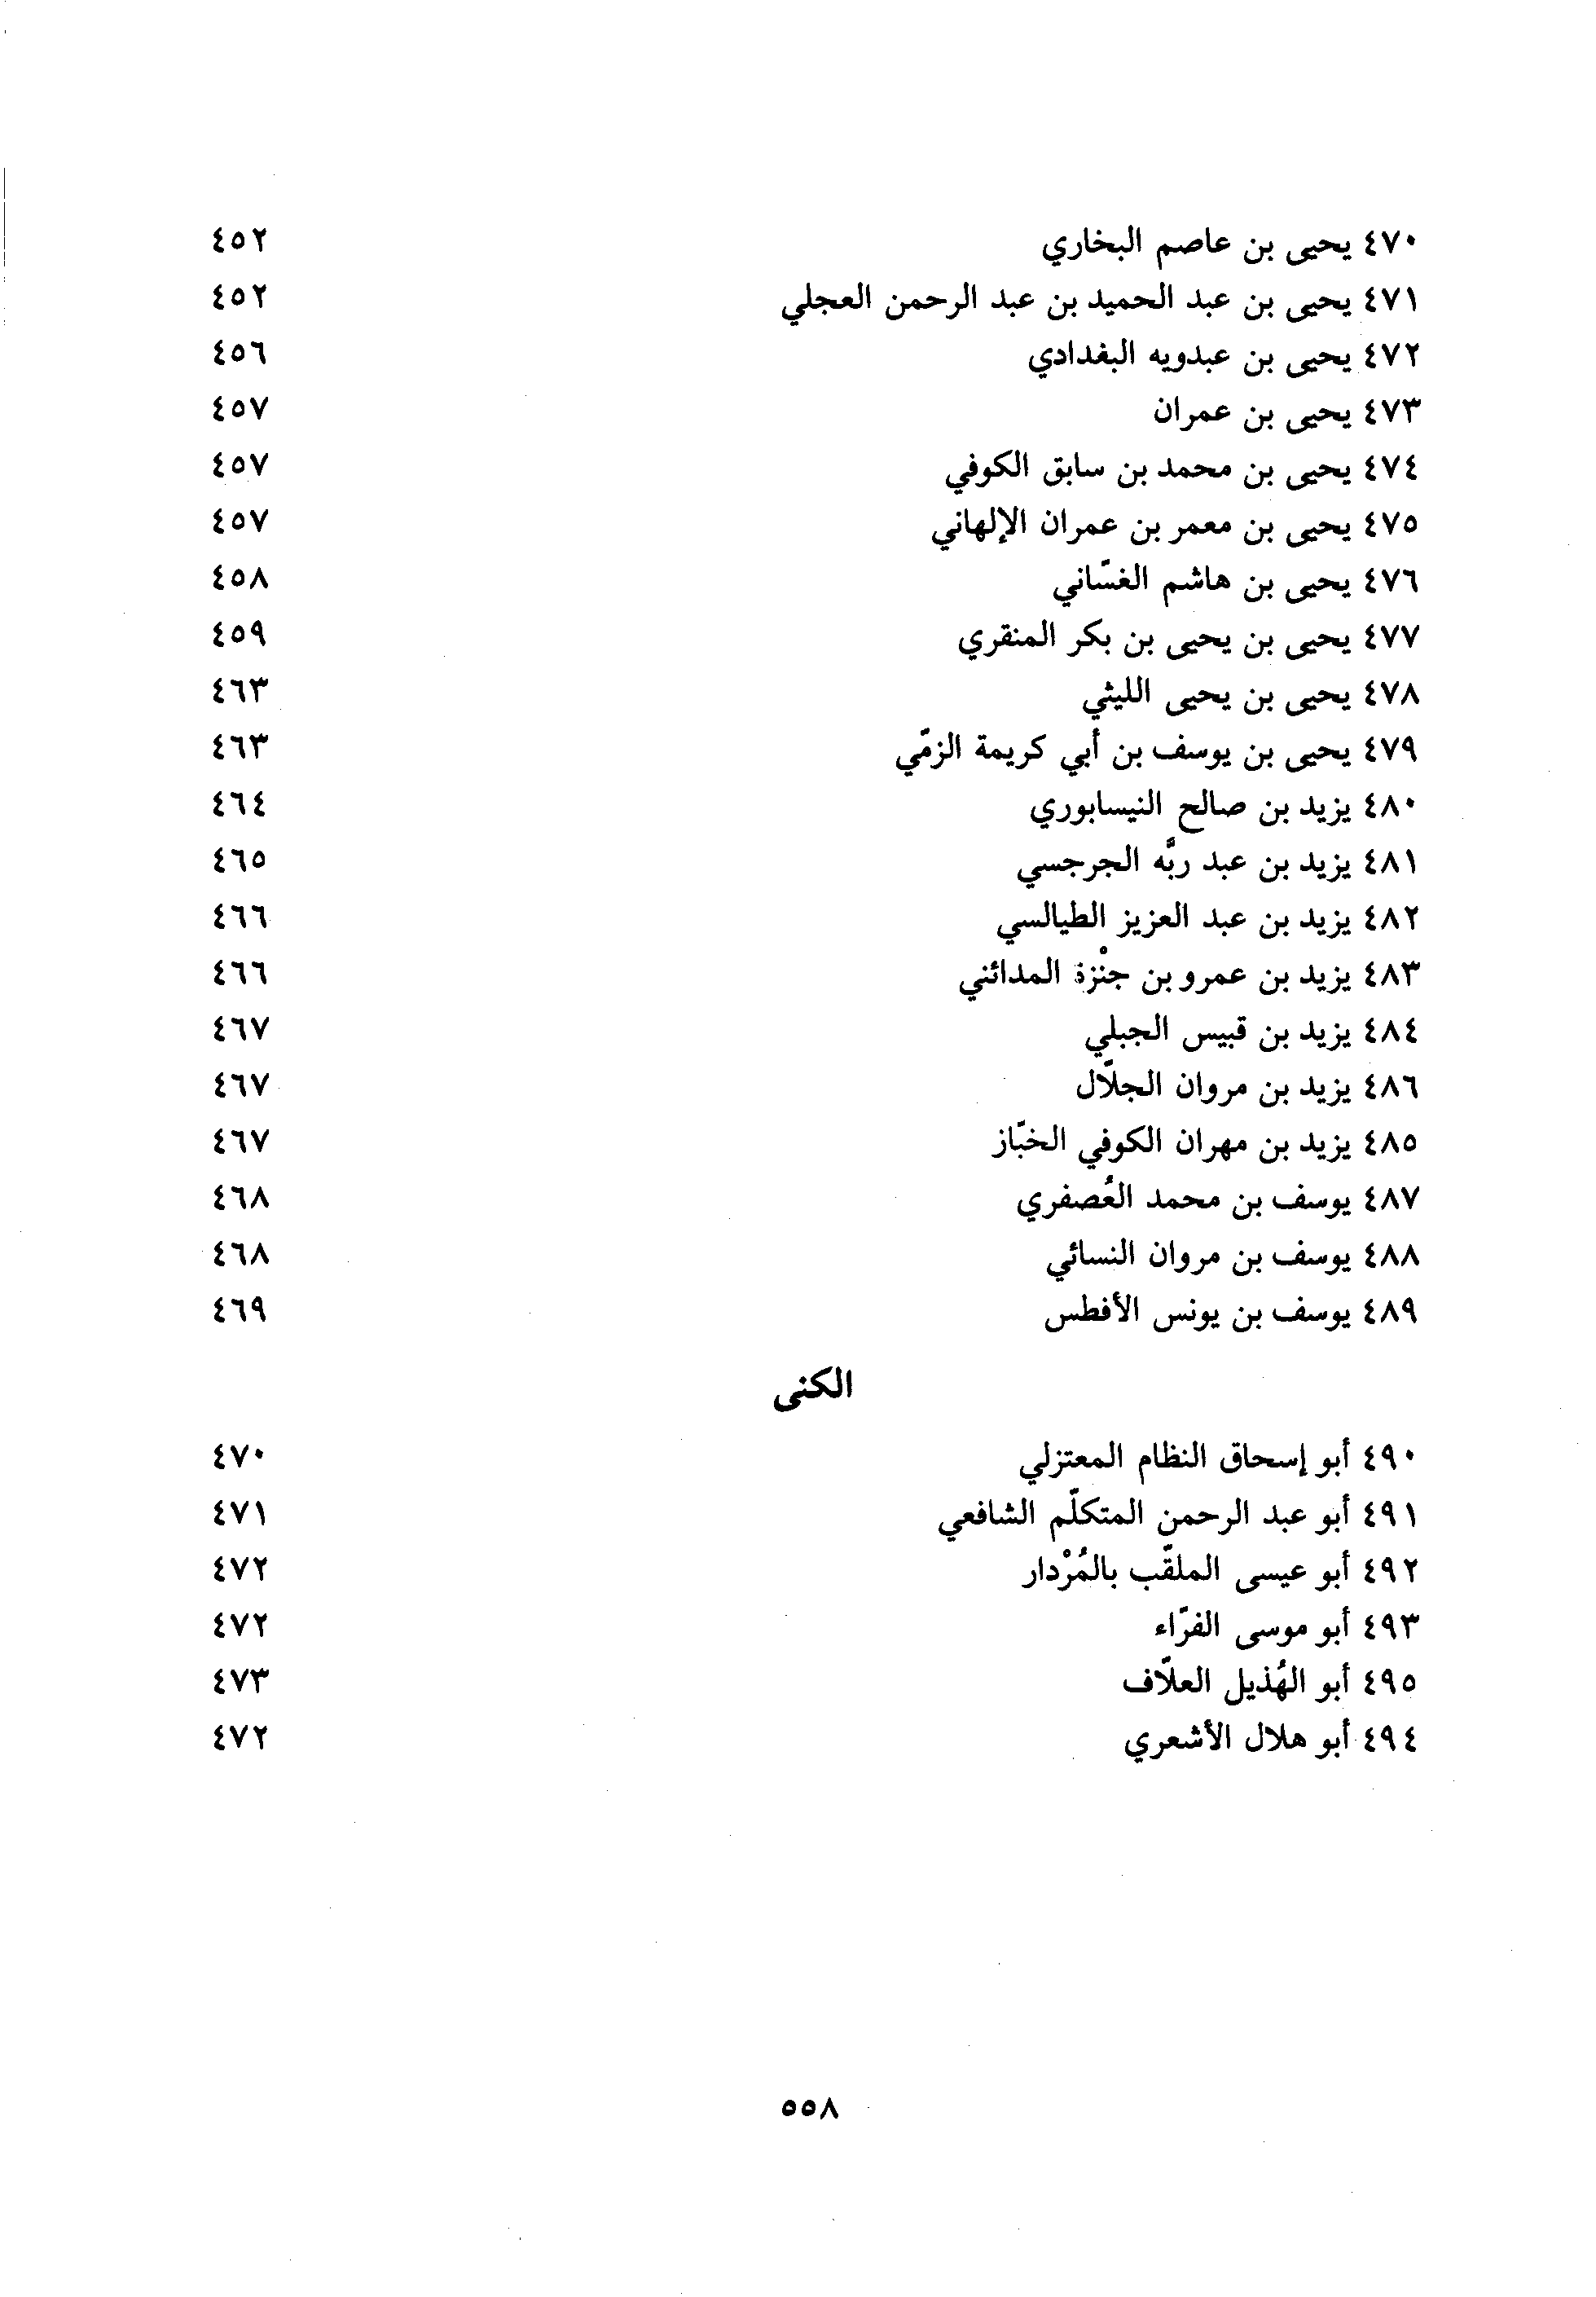 ٤٧٠ يحيى بن عاصم البخاري ٤٥٢
٤٧١ يحيى بن عبد الحميد بن عبد الرحمن العجلي ٤٥٢
٤٧٢ يحيى بن عبدويه البغدادي ٤٥٦
٤٧٣ يحيى بن عمران ٤٥٧
٤٧٤ يحيى بن محمد بن سابق الكوفي ٤٥٧
٤٧٥ يحيى بن معمر بن عمران الإلهاني ٤٥٧
٤٧٦ يحيى بن هاشم الغسّاني ٤٥٨
٤٧٧ يحيى بن يحيى بن بكر المنقري ٤٥٩
٤٧٨ يحيى بن يحيى الليثي ٤٦٣
٤٧٩ يحيى بن يوسف بن أبي كريمة الزمّي ٤٦٣
٤٨٠ يزيد بن صالح النيسابوري ٤٦٤
٤٨١ يزيد بن عبد ربّه الجرجسي ٤٦٥
٤٨٢ يزيد بن عبد العزيز الطيالسي ٤٦٦
٤٨٣ يزيد بن عمرو بن جنْزة المدائني ٤٦٦
٤٨٤ يزيد بن قبيس الجبلي ٤٦٧
٤٨٦ يزيد بن مروان الجلّال ٤٦٧
٤٨٥ يزيد بن مهران الكوفي الخبّاز ٤٦٧
٤٨٧ يوسف بن محمد العُصفري ٤٦٨
٤٨٨ يوسف بن مروان النسائي ٤٦٨
٤٨٩ يوسف بن يونس الأفطس ٤٦٩
الكنى
٤٩٠ أبو إسحاق النظام المعتزلي ٤٧٠
٤٩١ أبو عبد الرحمن المتكلّم الشافعي ٤٧١
٤٩٢ أبو عيسى الملقّب بالمُرْدار ٤٧٢
٤٩٣ أبو موسى الفرّاء ٤٧٢
٤٩٥ أبو الهُذيل العلّاف ٤٧٣
٤٩٤ أبو هلال الأشعري ٤٧٢
٥٥٨